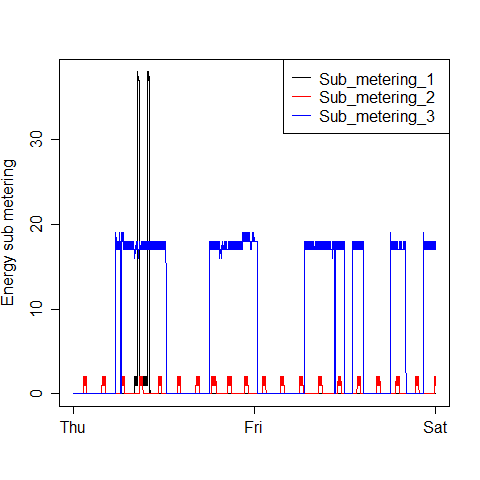 Sub_metering_1
Sub_metering_2
Sub_metering_3
Energy sub metering
30
20
10
0
Thu
Fri
Sat